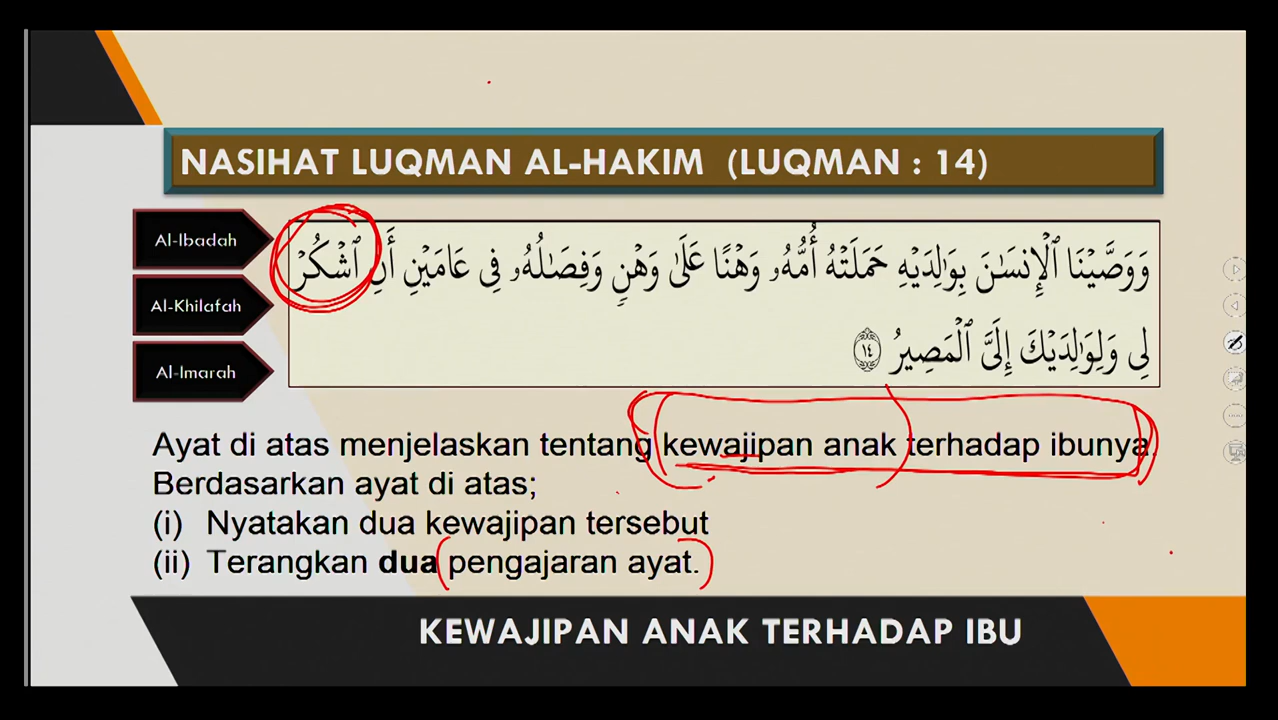 NASIHAT LUQMAN AL-HAKIM (LUQMAN : 14)
Al-Ibadah
Al-Khilafah
Al-Imarah
وَوَصَّيْنَا ٱلْإِنسَـٰنَ بِوَٰلِدَيْهِ حَمَلَتْهُ أُمُّهُۥ وَهْنًا عَلَىٰ وَهْنٍ وَفِصَـٰلُهُۥ فِى عَامَيْنِ أَنِ ٱشْكُرْ
لِى وَلِوَٰلِدَيْكَ إِلَىَّ ٱلْمَصِيرُ ١٤
Ayat di atas menjelaskan tentang kewajipan anak terhadap ibunya.
Berdasarkan ayat di atas;
(i) Nyatakan dua kewajipan tersebut
(ii) Terangkan dua pengajaran ayat.
KEWAJIPAN ANAK TERHADAP IBU